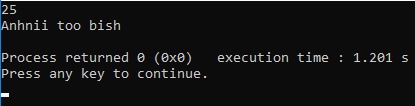 25
Anhnii too bish
Process returned 0 (0x0)   execution time : 1.201 s
Press any key to continue.